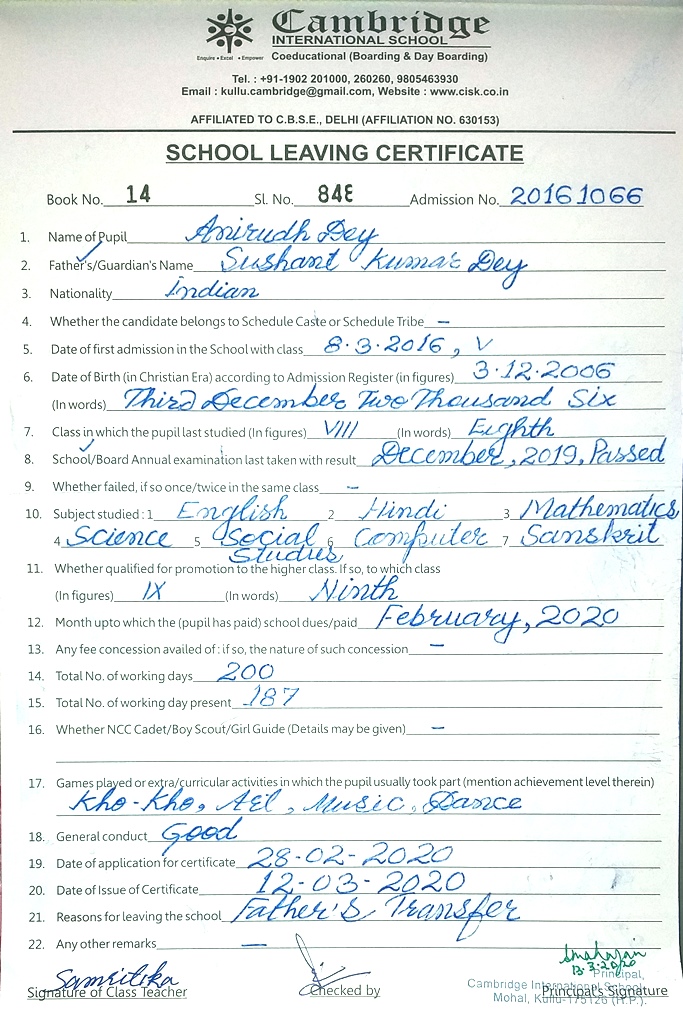 Cambridge
INTERNATIONAL SCHOOL
Enquire • Excel • Empower Coeducational (Boarding & Day Boarding)
Tel. : +91-1902 201000, 260260, 9805463930
Email : kullu.cambridge@gmail.com, Website : www.cisk.co.in
AFFILIATED TO C.B.S.E., DELHI (AFFILIATION NO. 630153)
SCHOOL LEAVING CERTIFICATE
Book No. 14 Sl. No. 848 Admission No. 20161066
1. Name of Pupil Anirudh Dey
2. Father's/Guardian's Name Sushant Kumar Dey
3. Nationality Indian
4. Whether the candidate belongs to Schedule Caste or Schedule Tribe –
5. Date of first admission in the School with class 8·3·2016, V
6. Date of Birth (in Christian Era) according to Admission Register (in figures) 3·12·2006
(In words) Third December Two Thousand Six
7. Class in which the pupil last studied (In figures) VIII (In words) Eighth
8. School/Board Annual examination last taken with result December, 2019, Passed
9. Whether failed, if so once/twice in the same class –
10. Subject studied : 1 English 2 Hindi 3 Mathematics
4 Science 5 Social 6 Computer 7 Sanskrit
Studies
11. Whether qualified for promotion to the higher class. If so, to which class
(In figures) IX (In words) Ninth
12. Month upto which the (pupil has paid) school dues/paid February, 2020
13. Any fee concession availed of : if so, the nature of such concession –
14. Total No. of working days 200
15. Total No. of working day present 187
16. Whether NCC Cadet/Boy Scout/Girl Guide (Details may be given) –
17. Games played or extra/curricular activities in which the pupil usually took part (mention achievement level therein)
Kho-Kho, Music, Dance
18. General conduct Good
19. Date of application for certificate 28-02-2020
20. Date of Issue of Certificate 12-03-2020
21. Reasons for leaving the school Father's Transfer
22. Any other remarks –
Samritika
13.3.2020
Principal,
Cambridge International School
Mohal, Kullu-175126 (H.P.).
Signature of Class Teacher Checked by Principal's Signature